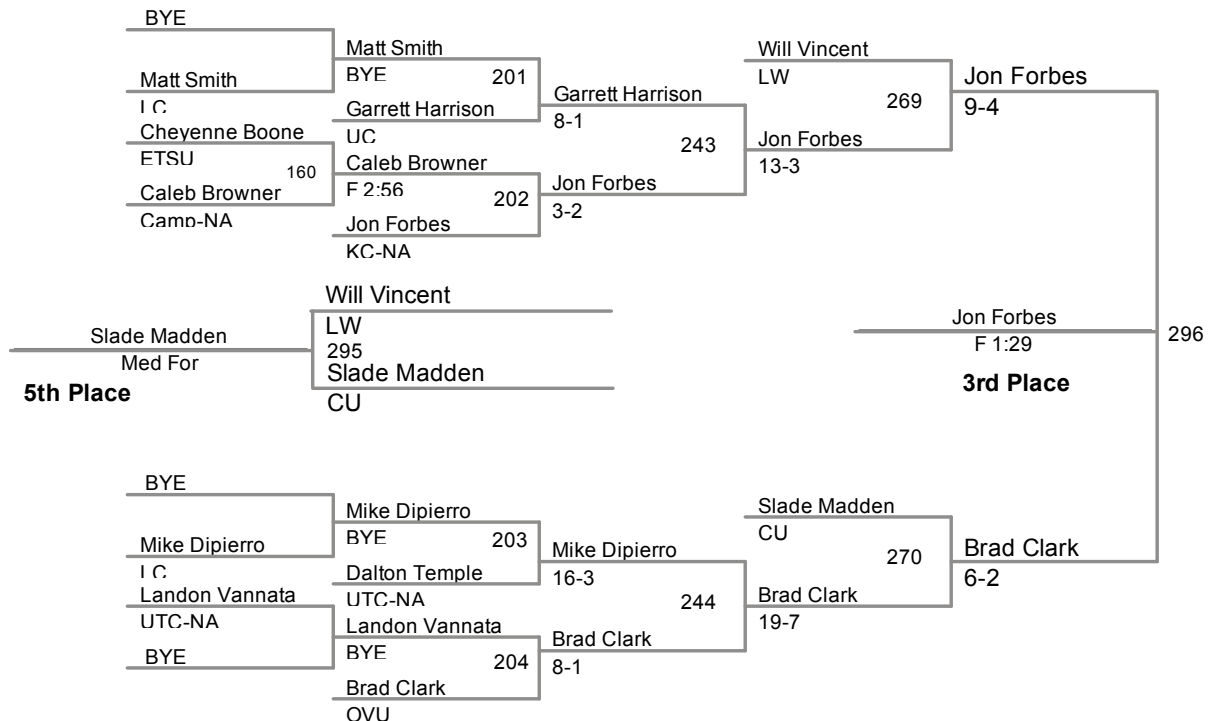 BYE
Matt Smith
LC
Cheyenne Boone
ETSU
160
Caleb Browner
Camp-NA
Matt Smith
BYE
201
Garrett Harrison
UC
Caleb Browner
F 2:56
202
Jon Forbes
KC-NA
Garrett Harrison
8-1
243
Jon Forbes
3-2
Will Vincent
LW
269
Jon Forbes
13-3
Jon Forbes
9-4
Slade Madden
Med For
5th Place
Will Vincent
LW
295
Slade Madden
CU
Jon Forbes
F 1:29
3rd Place
296
BYE
Mike Dipierro
LC
Landon Vannata
UTC-NA
BYE
Mike Dipierro
BYE
203
Dalton Temple
UTC-NA
Landon Vannata
BYE
204
Brad Clark
OVU
Mike Dipierro
16-3
244
Brad Clark
8-1
Slade Madden
CU
270
Brad Clark
19-7
Brad Clark
6-2